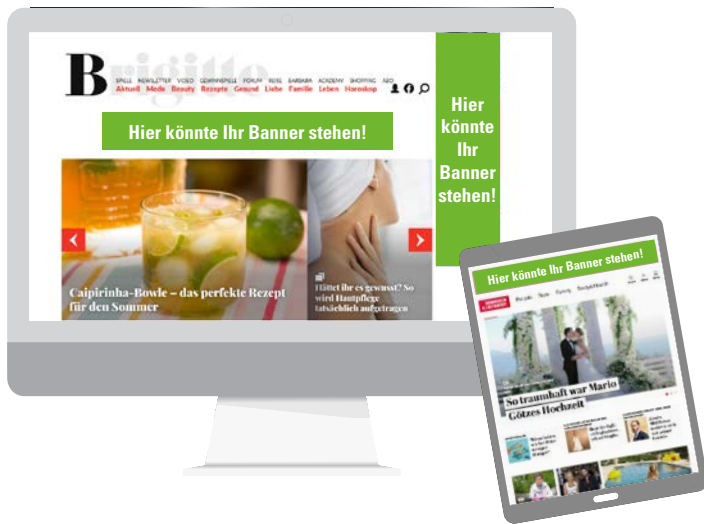 Brigitte
SPIELE NEWSLETTER VIDEO GEWINNSPIELE FORUM REISE BARBARA ACADEMY SHOPPING ABO
Aktuell Mode Beauty Rezepte Gesund Liebe Familie Leben Horoskop
Hier könnte Ihr Banner stehen!
Hier
könnte
Ihr
Banner
stehen!
Caipirinha-Bowle – das perfekte Rezept
für den Sommer
Hättet ihr es gewusst? So
wird Hautpflege
tatsächlich aufgetragen
Hier könnte Ihr Banner stehen!
So traumhaft war Mario
Götzes Hochzeit